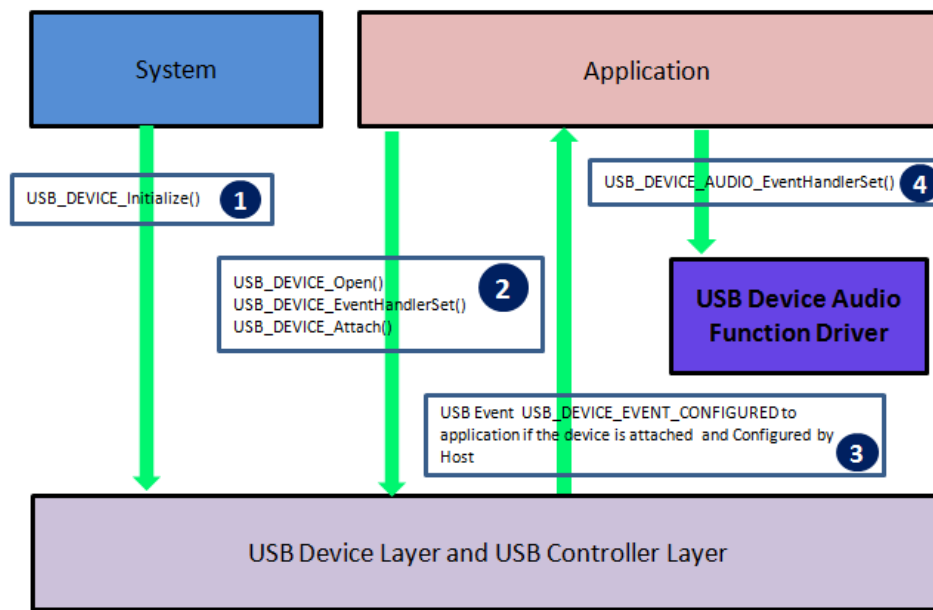 System
Application
USB_DEVICE_Initialize()
1
USB_DEVICE_AUDIO_EventHandlerSet()
4
USB_DEVICE_Open()
USB_DEVICE_EventHandlerSet()
USB_DEVICE_Attach()
2
USB Device Audio
Function Driver
USB Event  USB_DEVICE_EVENT_CONFIGURED to
application if the device is attached  and Configured by
Host
3
USB Device Layer and USB Controller Layer